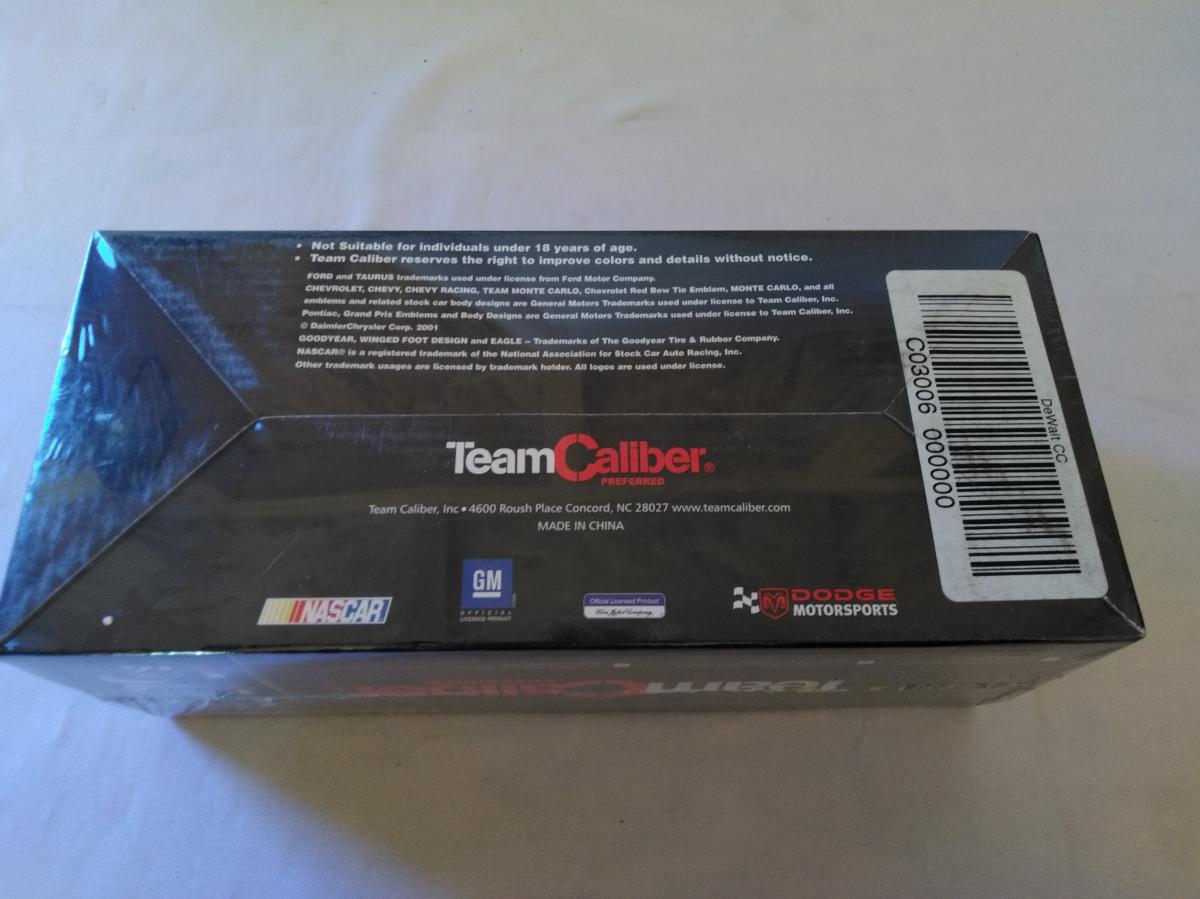 • Not Suitable for individuals under 18 years of age.
• Team Caliber reserves the right to improve colors and details without notice.
FORD and TAURUS trademarks used under license from Ford Motor Company.
CHEVROLET, CHEVY, CHEVY RACING, TEAM MONTE CARLO, Chevrolet Red Bow Tie Emblem, MONTE CARLO, and all
emblems and related stock car body designs are General Motors Trademarks used under license to Team Caliber, Inc.
Pontiac, Grand Prix Emblems and Body Designs are General Motors Trademarks used under license to Team Caliber, Inc.
© DaimlerChrysler Corp. 2001
GOODYEAR, WINGED FOOT DESIGN and EAGLE -- Trademarks of The Goodyear Tie & Rubber Company.
NASCAR® is a registered trademark of the National Association for Stock Car Auto Racing, Inc.
Other trademark usages are licensed by trademark holder. All logos are used under license.
DeWalt CC
C03006 000000
TeamCaliber®
PREFERRED
Team Caliber, Inc • 4600 Roush Place Concord, NC 28027 www.teamcaliber.com
MADE IN CHINA
NASCAR
GM
OFFICIAL
LICENSED PRODUCT
Official Licensed Product
Ford Motor Company
DODGE
MOTORSPORTS
TeamCaliber